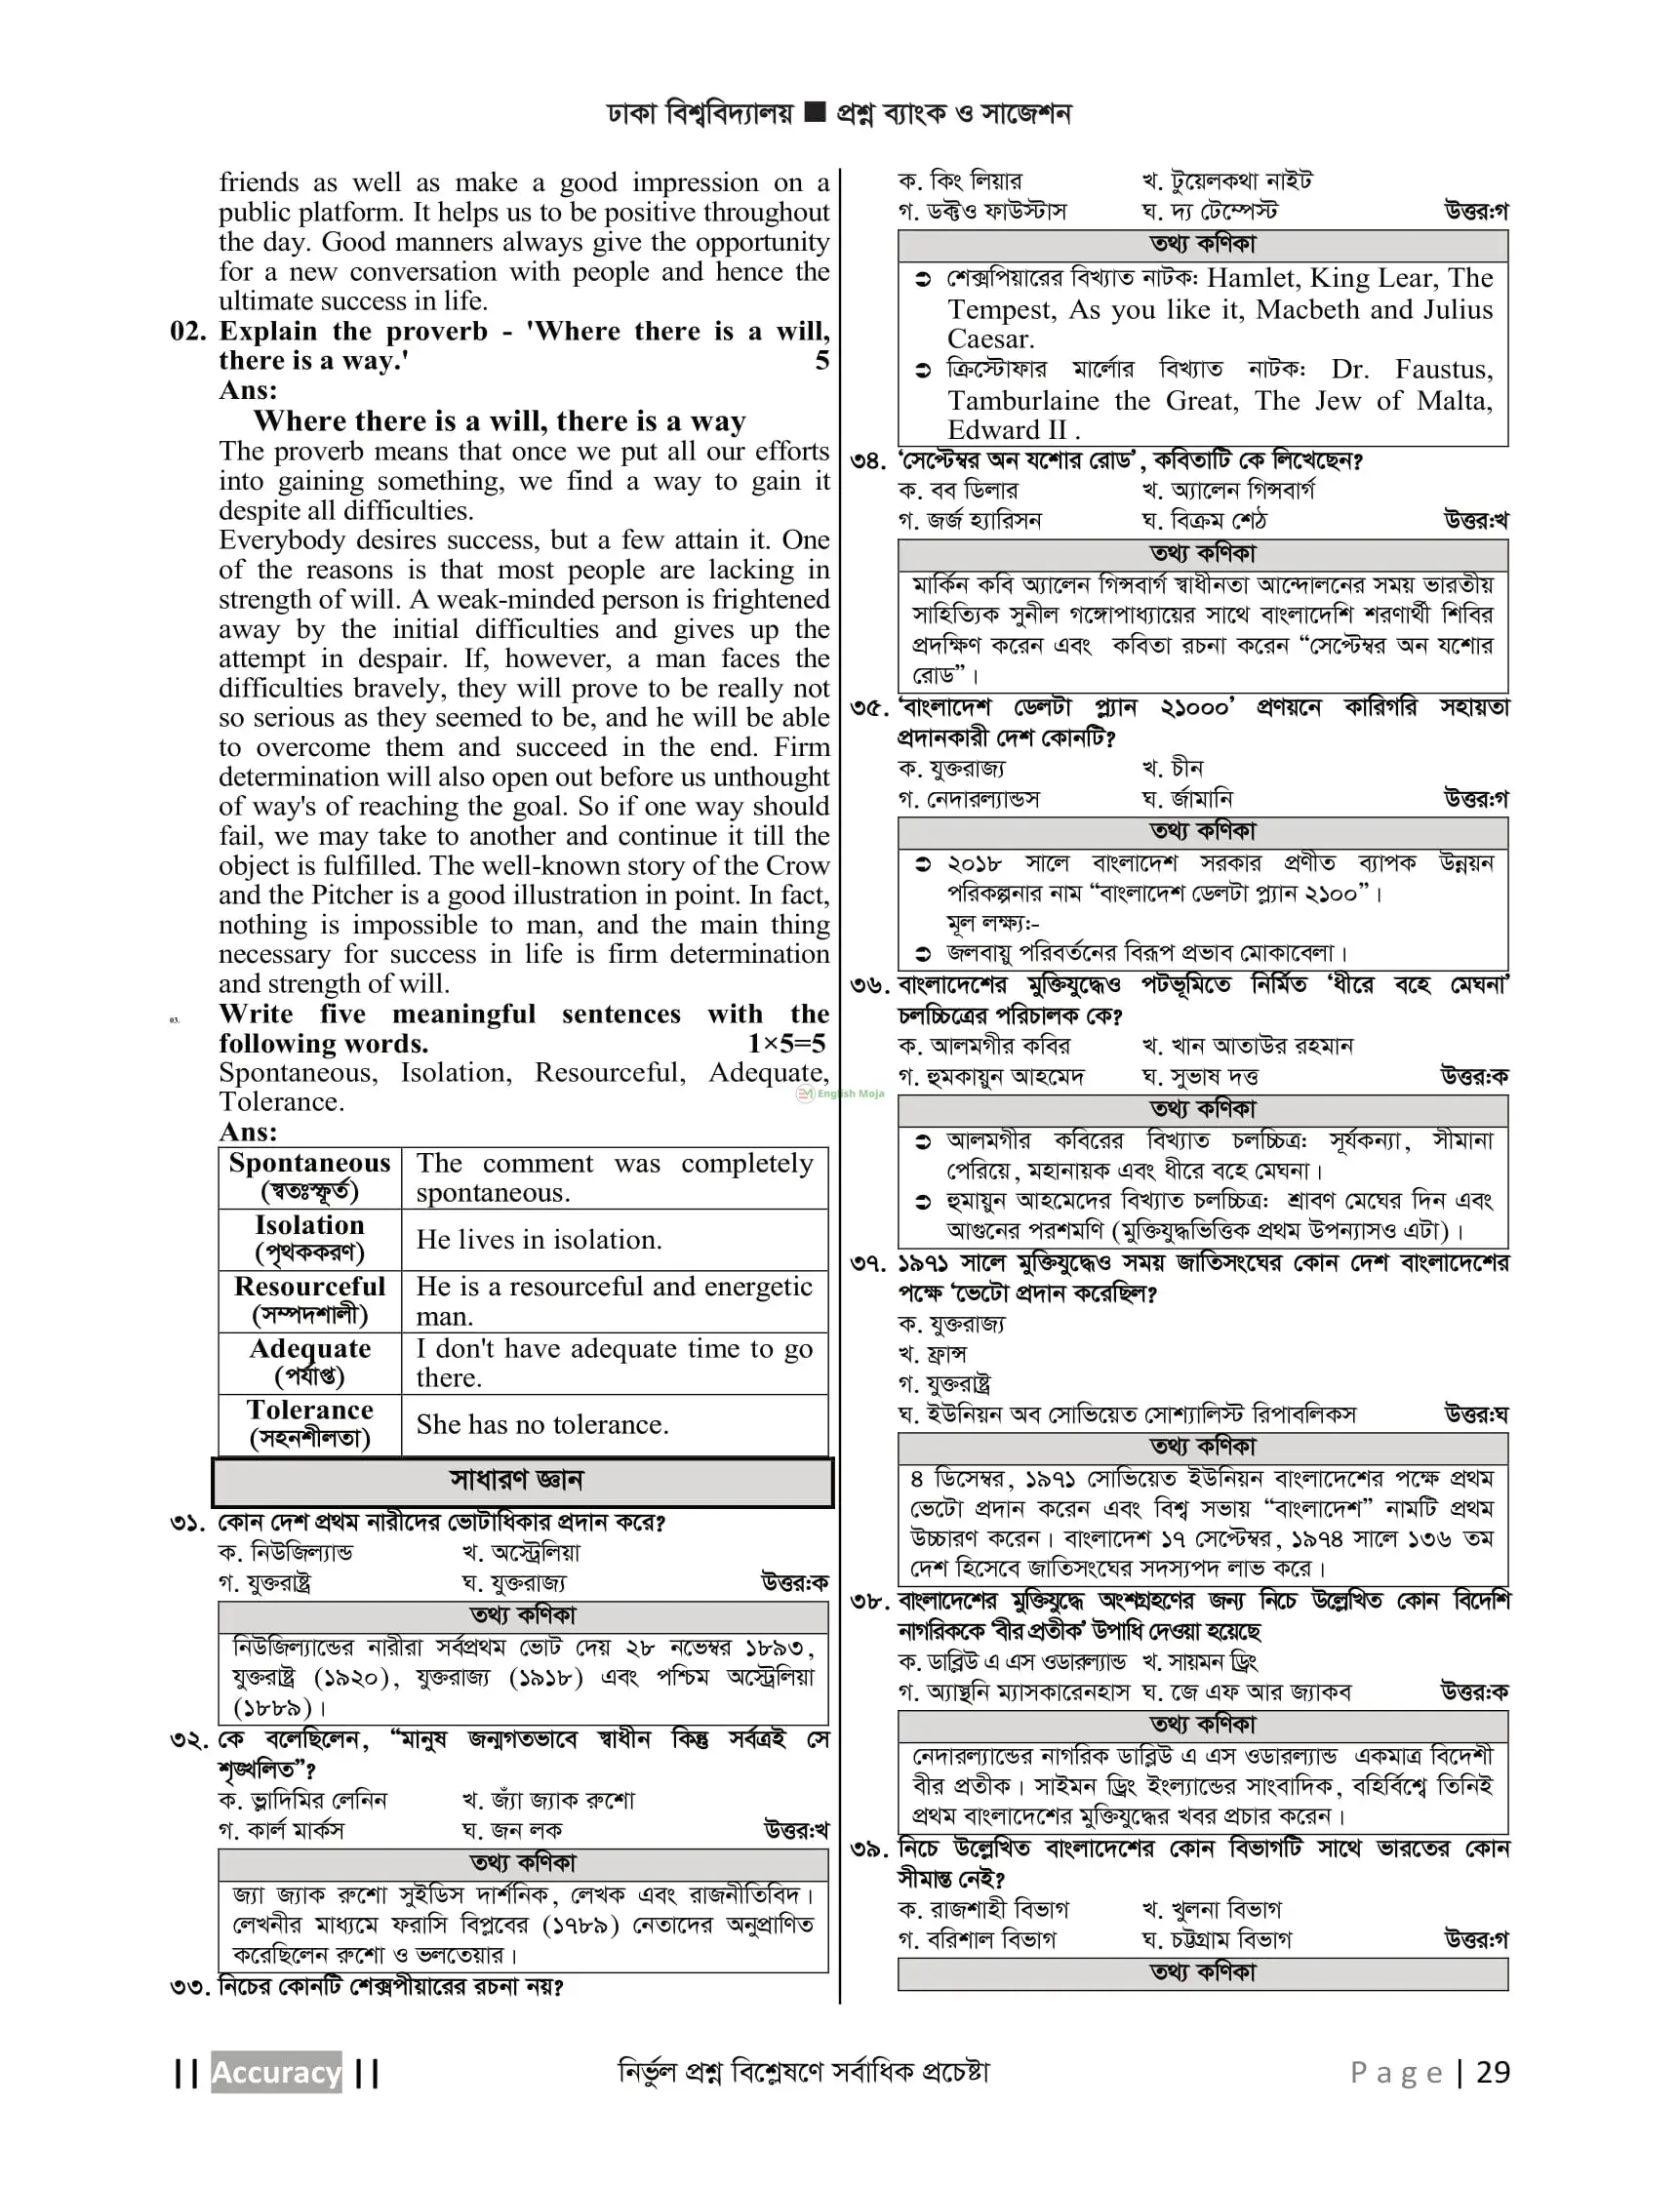 ঢাকা বিশ্ববিদ্যালয় ■ প্রশ্ন ব্যাংক ও সাজেশন
friends as well as make a good impression on a
public platform. It helps us to be positive throughout
the day. Good manners always give the opportunity
for a new conversation with people and hence the
ultimate success in life.
02. Explain the proverb - 'Where there is a will,
there is a way.' 5
Ans:
Where there is a will, there is a way
The proverb means that once we put all our efforts
into gaining something, we find a way to gain it
despite all difficulties.
Everybody desires success, but a few attain it. One
of the reasons is that most people are lacking in
strength of will. A weak-minded person is frightened
away by the initial difficulties and gives up the
attempt in despair. If, however, a man faces the
difficulties bravely, they will prove to be really not
so serious as they seemed to be, and he will be able
to overcome them and succeed in the end. Firm
determination will also open out before us unthought
of way's of reaching the goal. So if one way should
fail, we may take to another and continue it till the
object is fulfilled. The well-known story of the Crow
and the Pitcher is a good illustration in point. In fact,
nothing is impossible to man, and the main thing
necessary for success in life is firm determination
and strength of will.
03. Write five meaningful sentences with the
following words. 1×5=5
Spontaneous, Isolation, Resourceful, Adequate,
Tolerance.
Ans:
Spontaneous The comment was completely
(স্বতঃস্ফূর্ত) spontaneous.
Isolation
(পৃথককরণ) He lives in isolation.
Resourceful He is a resourceful and energetic
(সম্পদশালী) man.
Adequate I don't have adequate time to go
(পর্যাপ্ত) there.
Tolerance
(সহনশীলতা) She has no tolerance.
সাধারণ জ্ঞান
৩১. কোন দেশ প্রথম নারীদের ভোটাধিকার প্রদান করে?
ক. নিউজিল্যান্ড খ. অস্ট্রেলিয়া
গ. যুক্তরাষ্ট্র ঘ. যুক্তরাজ্য উত্তর:ক
তথ্য কণিকা
নিউজিল্যান্ডের নারীরা সর্বপ্রথম ভোট দেয় ২৮ নভেম্বর ১৮৯৩,
যুক্তরাষ্ট্র (১৯২০), যুক্তরাজ্য (১৯১৮) এবং পশ্চিম অস্ট্রেলিয়া
(১৮৮৯)।
৩২. কে বলেছিলেন, “মানুষ জন্মগতভাবে স্বাধীন কিন্তু সর্বত্রই সে
শৃঙ্খলিত”?
ক. ভ্লাদিমির লেনিন খ. জ্যাঁ জ্যাক রুশো
গ. কার্ল মার্কস ঘ. জন লক উত্তর:খ
তথ্য কণিকা
জ্যা জ্যাক রুশো সুইডিস দার্শনিক, লেখক এবং রাজনীতিবিদ।
লেখনীর মাধ্যমে ফরাসি বিপ্লবের (১৭৮৯) নেতাদের অনুপ্রাণিত
করেছিলেন রুশো ও ভলতেয়ার।
৩৩. নিচের কোনটি শেক্সপীয়ারের রচনা নয়?
ক. কিং লিয়ার খ. টুয়েলকথা নাইট
গ. ডক্টও ফাউস্টাস ঘ. দ্য টেম্পেস্ট উত্তর:গ
তথ্য কণিকা
➲ শেক্সপিয়ারের বিখ্যাত নাটক: Hamlet, King Lear, The
Tempest, As you like it, Macbeth and Julius
Caesar.
➲ ক্রিস্টোফার মার্লোর বিখ্যাত নাটক: Dr. Faustus,
Tamburlaine the Great, The Jew of Malta,
Edward II .
৩৪. ‘সেপ্টেম্বর অন যশোর রোড’, কবিতাটি কে লিখেছেন?
ক. বব ডিলার খ. অ্যালেন গিন্সবার্গ
গ. জর্জ হ্যারিসন ঘ. বিক্রম শেঠ উত্তর:খ
তথ্য কণিকা
মার্কিন কবি অ্যালেন গিন্সবার্গ স্বাধীনতা আন্দোলনের সময় ভারতীয়
সাহিত্যিক সুনীল গঙ্গোপাধ্যায়ের সাথে বাংলাদেশি শরণার্থী শিবির
প্রদক্ষিণ করেন এবং কবিতা রচনা করেন “সেপ্টেম্বর অন যশোর
রোড”।
৩৫. ‘বাংলাদেশ ডেলটা প্ল্যান ২১০০০’ প্রণয়নে কারিগরি সহায়তা
প্রদানকারী দেশ কোনটি?
ক. যুক্তরাজ্য খ. চীন
গ. নেদারল্যান্ডস ঘ. র্জামানি উত্তর:গ
তথ্য কণিকা
➲ ২০১৮ সালে বাংলাদেশ সরকার প্রণীত ব্যাপক উন্নয়ন
পরিকল্পনার নাম “বাংলাদেশ ডেলটা প্ল্যান ২১০০”।
মূল লক্ষ্য:-
➲ জলবায়ু পরিবর্তনের বিরূপ প্রভাব মোকাবেলা।
৩৬. বাংলাদেশের মুক্তিযুদ্ধেও পটভূমিতে নির্মিত ‘ধীরে বহে মেঘনা’
চলচ্চিত্রের পরিচালক কে?
ক. আলমগীর কবির খ. খান আতাউর রহমান
গ. হুমকায়ুন আহমেদ ঘ. সুভাষ দত্ত উত্তর:ক
তথ্য কণিকা
➲ আলমগীর কবিরের বিখ্যাত চলচ্চিত্র: সূর্যকন্যা, সীমানা
পেরিয়ে, মহানায়ক এবং ধীরে বহে মেঘনা।
➲ হুমায়ুন আহমেদের বিখ্যাত চলচ্চিত্র: শ্রাবণ মেঘের দিন এবং
আগুনের পরশমণি (মুক্তিযুদ্ধভিত্তিক প্রথম উপন্যাসও এটা)।
৩৭. ১৯৭১ সালে মুক্তিযুদ্ধেও সময় জাতিসংঘের কোন দেশ বাংলাদেশের
পক্ষে ‘ভেটো প্রদান করেছিল?
ক. যুক্তরাজ্য
খ. ফ্রান্স
গ. যুক্তরাষ্ট্র
ঘ. ইউনিয়ন অব সোভিয়েত সোশ্যালিস্ট রিপাবলিকস উত্তর:ঘ
তথ্য কণিকা
৪ ডিসেম্বর, ১৯৭১ সোভিয়েত ইউনিয়ন বাংলাদেশের পক্ষে প্রথম
ভেটো প্রদান করেন এবং বিশ্ব সভায় “বাংলাদেশ” নামটি প্রথম
উচ্চারণ করেন। বাংলাদেশ ১৭ সেপ্টেম্বর, ১৯৭৪ সালে ১৩৬ তম
দেশ হিসেবে জাতিসংঘের সদস্যপদ লাভ করে।
৩৮. বাংলাদেশের মুক্তিযুদ্ধে অংশগ্রহণের জন্য নিচে উল্লেখিত কোন বিদেশি
নাগরিককে ‘বীর প্রতীক’ উপাধি দেওয়া হয়েছে
ক. ডাব্লিউ এ এস ওডারল্যান্ড খ. সায়মন ড্রিং
গ. অ্যান্থনি ম্যাসকারেনহাস ঘ. জে এফ আর জ্যাকব উত্তর:ক
তথ্য কণিকা
নেদারল্যান্ডের নাগরিক ডাব্লিউ এ এস ওডারল্যান্ড একমাত্র বিদেশী
বীর প্রতীক। সাইমন ড্রিং ইংল্যান্ডের সাংবাদিক, বহির্বিশ্বে তিনিই
প্রথম বাংলাদেশের মুক্তিযুদ্ধের খবর প্রচার করেন।
৩৯. নিচে উল্লেখিত বাংলাদেশের কোন বিভাগটি সাথে ভারতের কোন
সীমান্ত নেই?
ক. রাজশাহী বিভাগ খ. খুলনা বিভাগ
গ. বরিশাল বিভাগ ঘ. চট্টগ্রাম বিভাগ উত্তর:গ
তথ্য কণিকা
English Moja
|| Accuracy || নির্ভুল প্রশ্ন বিশ্লেষণে সর্বাধিক প্রচেষ্টা Page | 29